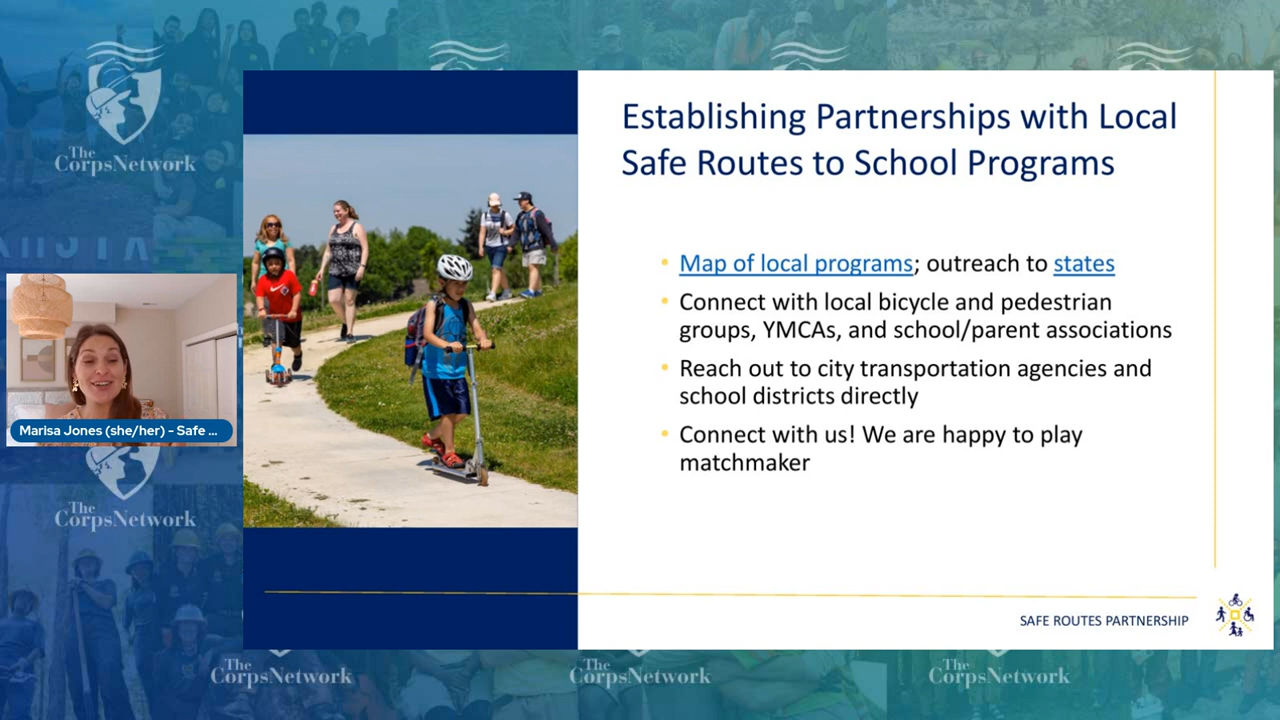 The
CorpsNetwork
Establishing Partnerships with Local
Safe Routes to School Programs
• Map of local programs; outreach to states
• Connect with local bicycle and pedestrian
groups, YMCAs, and school/parent associations
• Reach out to city transportation agencies and
school districts directly
• Connect with us! We are happy to play
matchmaker
Marisa Jones (she/her) - Safe ...
The
CorpsNetwork
SAFE ROUTES PARTNERSHIP
The
CorpsNetwork
The
CorpsNetwork
The
CorpsNetwork